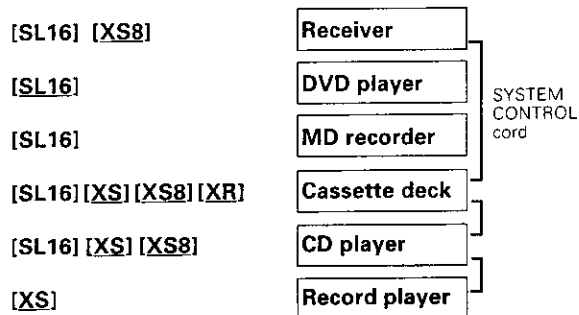 [SL16] [XS8] Receiver
[SL16] DVD player
SYSTEM
CONTROL
cord
[SL16] MD recorder
[SL16] [XS] [XS8] [XR] Cassette deck
[SL16] [XS] [XS8] CD player
[XS] Record player